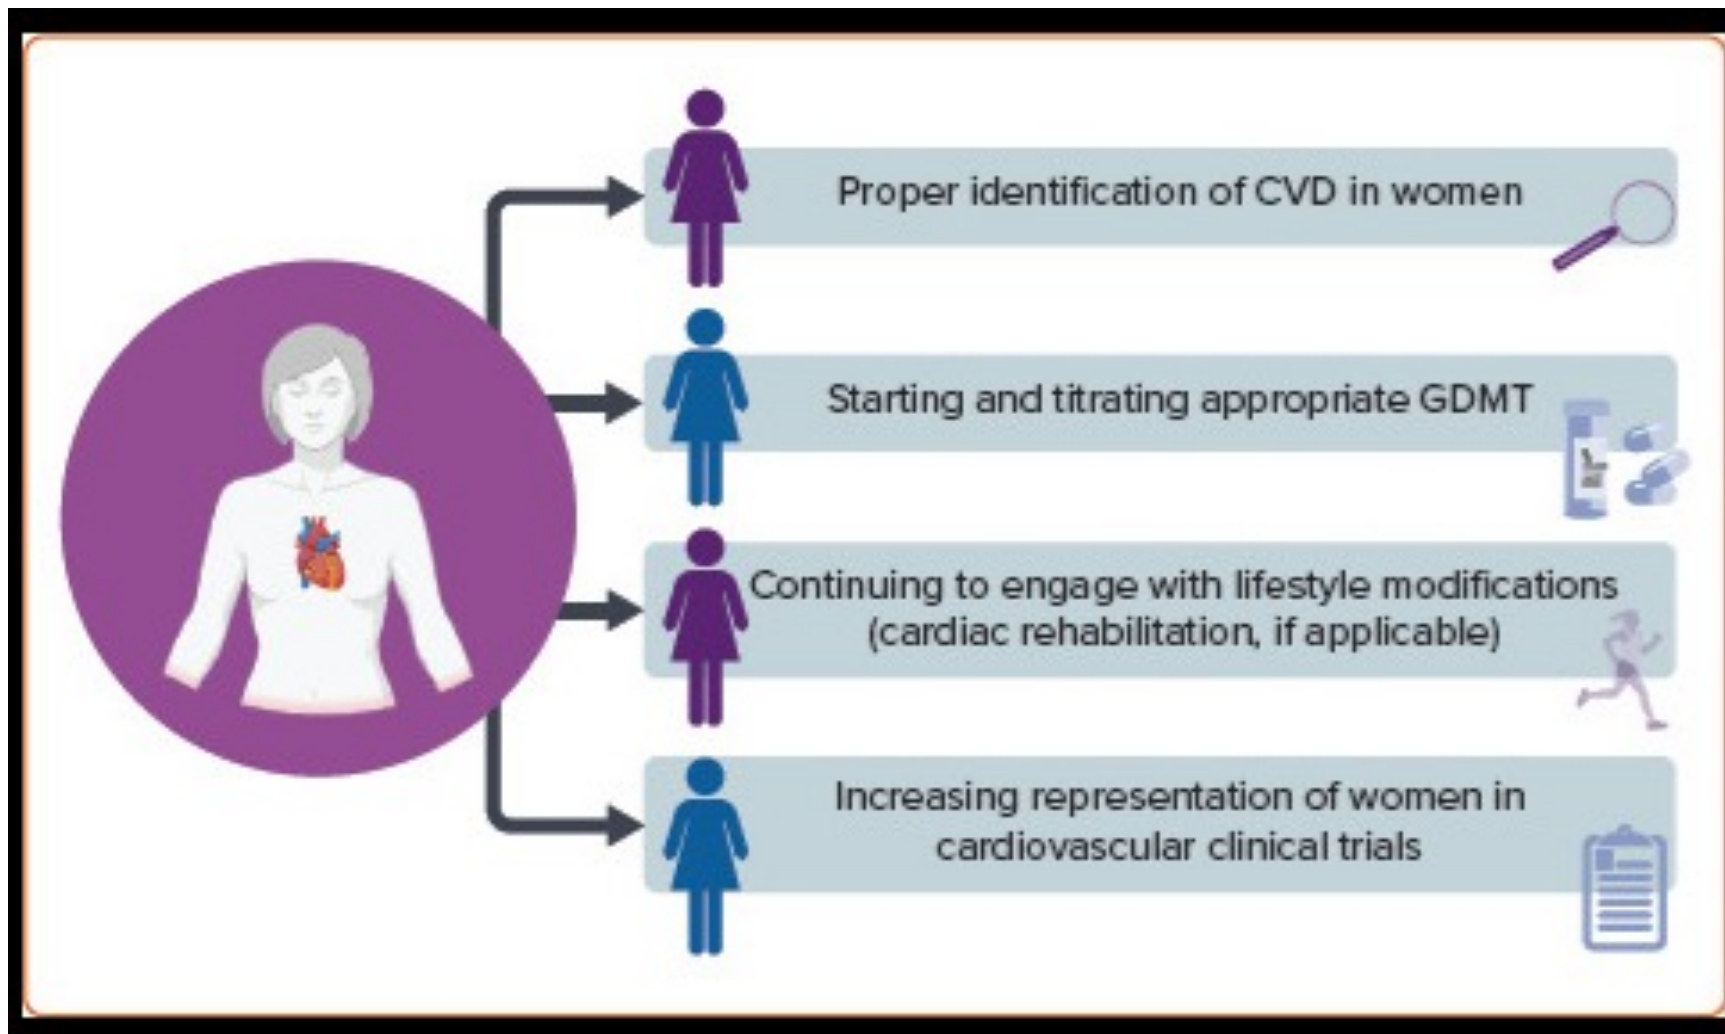 Proper identification of CVD in women
Starting and titrating appropriate GDMT
Continuing to engage with lifestyle modifications
(cardiac rehabilitation, if applicable)
Increasing representation of women in
cardiovascular clinical trials